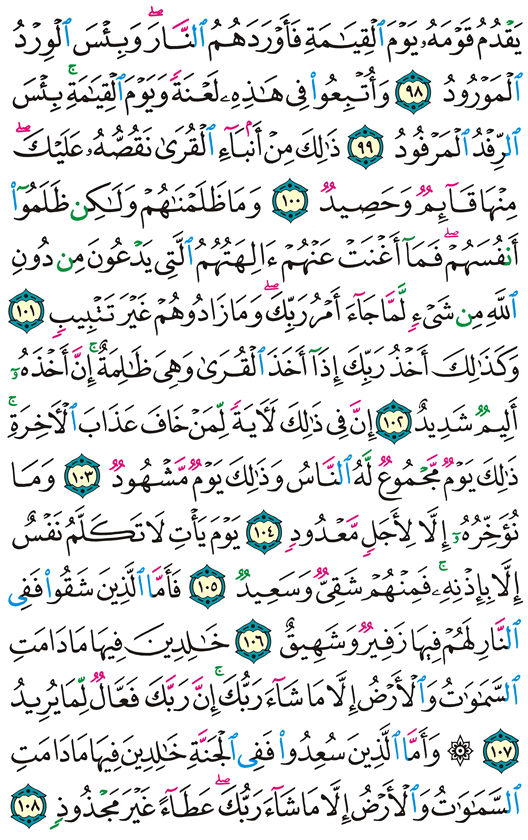 يَقْدُمُ قَوْمَهُۥ يَوْمَ ٱلْقِيَٰمَةِ فَأَوْرَدَهُمُ ٱلنَّارَۖ وَبِئْسَ ٱلْوِرْدُ
ٱلْمَوْرُودُ ٩٨ وَأُتْبِعُوا۟ فِى هَٰذِهِۦ لَعْنَةً وَيَوْمَ ٱلْقِيَٰمَةِۚ بِئْسَ
ٱلرِّفْدُ ٱلْمَرْفُودُ ٩٩ ذَٰلِكَ مِنْ أَنۢبَآءِ ٱلْقُرَىٰ نَقُصُّهُۥ عَلَيْكَۖ
مِنْهَا قَآئِمٌ وَحَصِيدٌ ١٠٠ وَمَا ظَلَمْنَٰهُمْ وَلَٰكِن ظَلَمُوٓا۟
أَنفُسَهُمْۖ فَمَآ أَغْنَتْ عَنْهُمْ ءَالِهَتُهُمُ ٱلَّتِى يَدْعُونَ مِن دُونِ
ٱللَّهِ مِن شَىْءٍ لَّمَّا جَآءَ أَمْرُ رَبِّكَۖ وَمَا زَادُوهُمْ غَيْرَ تَتْبِيبٍ ١٠١
وَكَذَٰلِكَ أَخْذُ رَبِّكَ إِذَآ أَخَذَ ٱلْقُرَىٰ وَهِىَ ظَٰلِمَةٌۚ إِنَّ أَخْذَهُۥٓ
أَلِيمٌ شَدِيدٌ ١٠٢ إِنَّ فِى ذَٰلِكَ لَءَايَةً لِّمَنْ خَافَ عَذَابَ ٱلْءَاخِرَةِۚ
ذَٰلِكَ يَوْمٌ مَّجْمُوعٌ لَّهُ ٱلنَّاسُ وَذَٰلِكَ يَوْمٌ مَّشْهُودٌ ١٠٣ وَمَا
نُؤَخِّرُهُۥٓ إِلَّا لِأَجَلٍ مَّعْدُودٍ ١٠٤ يَوْمَ يَأْتِ لَا تَكَلَّمُ نَفْسٌ
إِلَّا بِإِذْنِهِۦۚ فَمِنْهُمْ شَقِىٌّ وَسَعِيدٌ ١٠٥ فَأَمَّا ٱلَّذِينَ شَقُوا۟ فَفِى
ٱلنَّارِ لَهُمْ فِيهَا زَفِيرٌ وَشَهِيقٌ ١٠٦ خَٰلِدِينَ فِيهَا مَا دَامَتِ
ٱلسَّمَٰوَٰتُ وَٱلْأَرْضُ إِلَّا مَا شَآءَ رَبُّكَۚ إِنَّ رَبَّكَ فَعَّالٌ لِّمَا يُرِيدُ
١٠٧ ۞ وَأَمَّا ٱلَّذِينَ سُعِدُوا۟ فَفِى ٱلْجَنَّةِ خَٰلِدِينَ فِيهَا مَا دَامَتِ
ٱلسَّمَٰوَٰتُ وَٱلْأَرْضُ إِلَّا مَا شَآءَ رَبُّكَۖ عَطَآءً غَيْرَ مَجْذُوذٍ ١٠٨